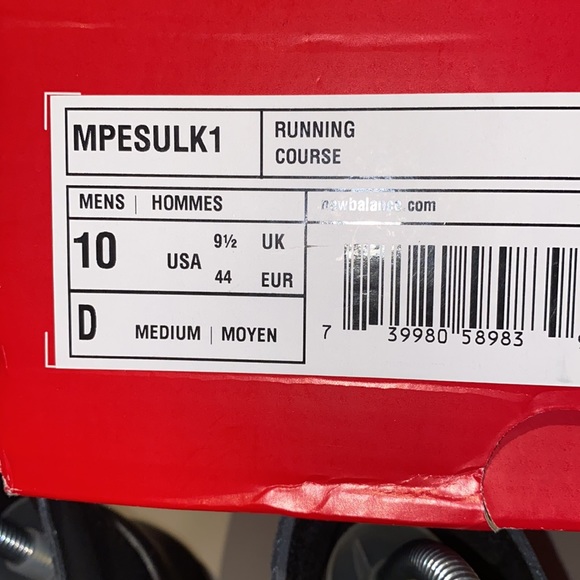 MPESULK1
RUNNING
COURSE
MENS | HOMMES
newbalance.com
10 USA 9½ UK
44 EUR
D MEDIUM | MOYEN
7 39980 58983